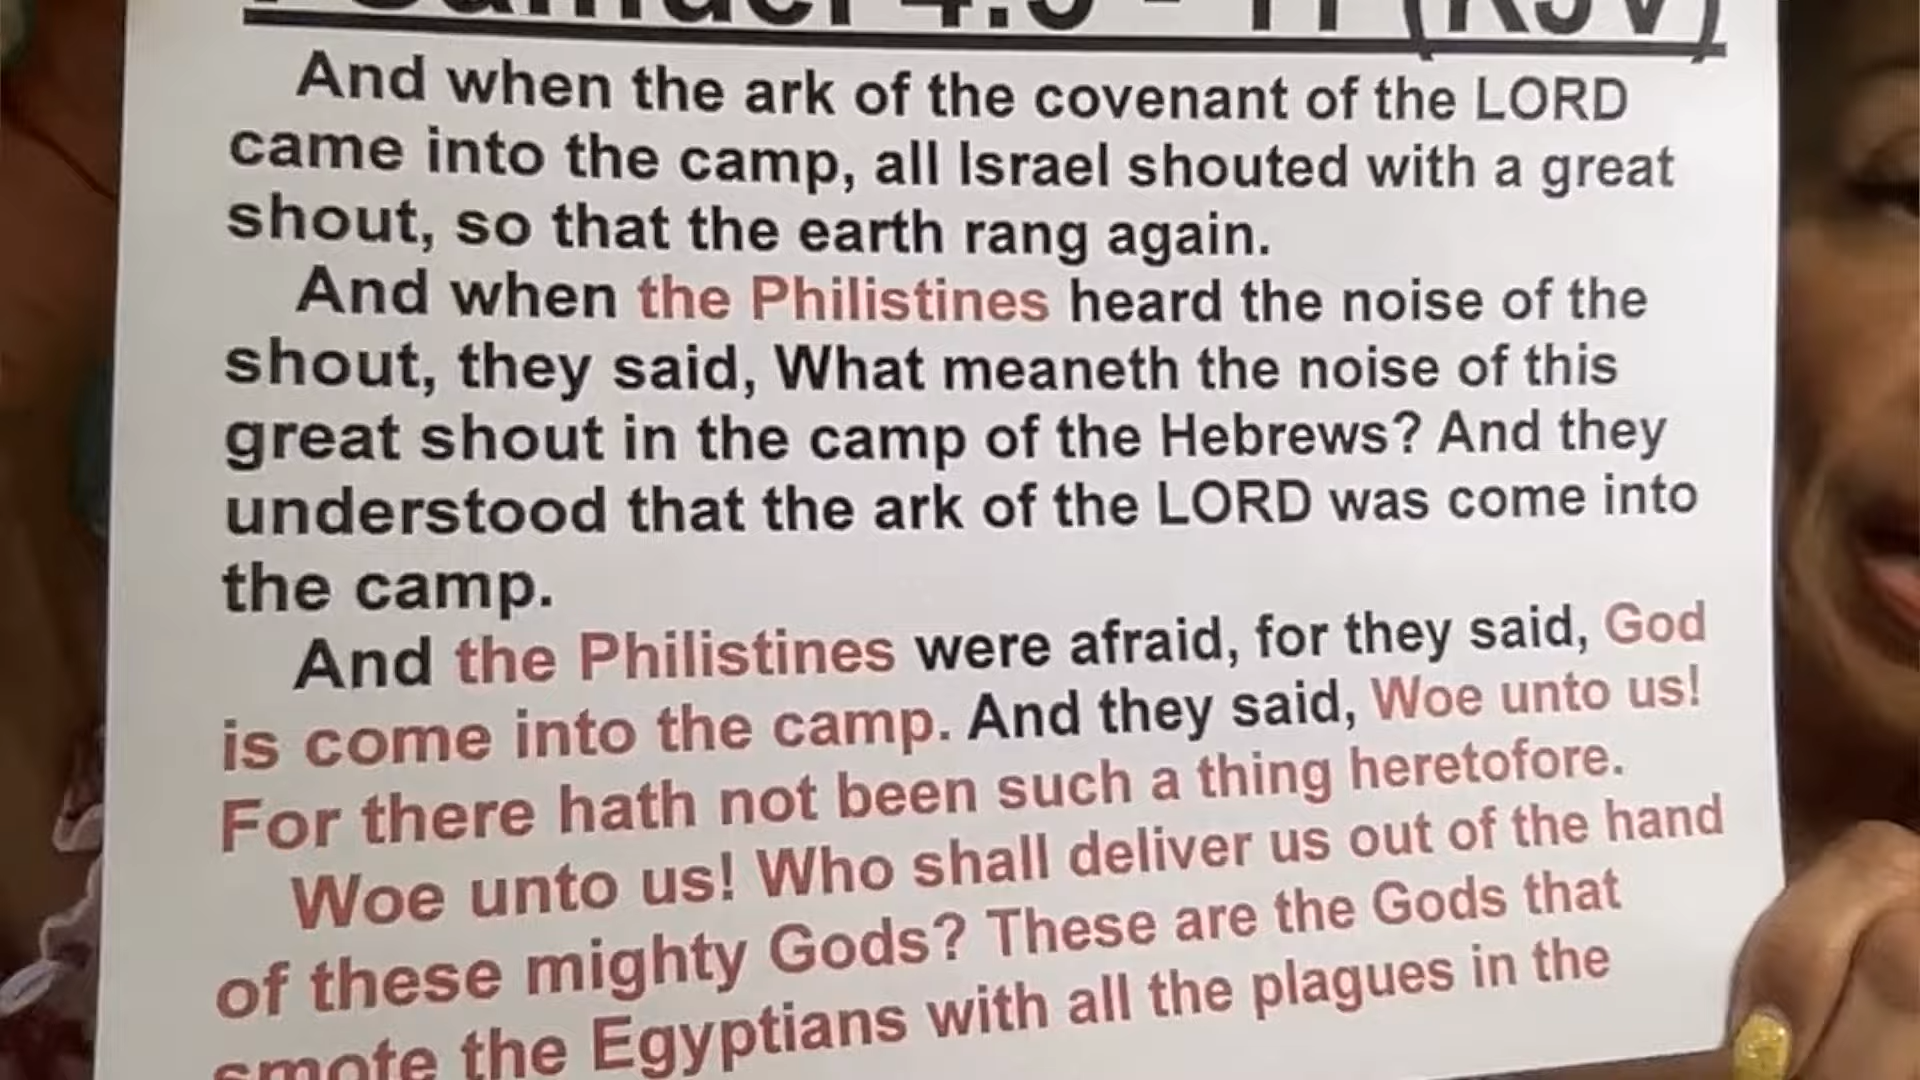 Samuel 4:5 - 11 (KJV)
And when the ark of the covenant of the LORD
came into the camp, all Israel shouted with a great
shout, so that the earth rang again.
And when the Philistines heard the noise of the
shout, they said, What meaneth the noise of this
great shout in the camp of the Hebrews? And they
understood that the ark of the LORD was come into
the camp.
And the Philistines were afraid, for they said, God
is come into the camp. And they said, Woe unto us!
For there hath not been such a thing heretofore.
Woe unto us! Who shall deliver us out of the hand
of these mighty Gods? These are the Gods that
smote the Egyptians with all the plagues in the